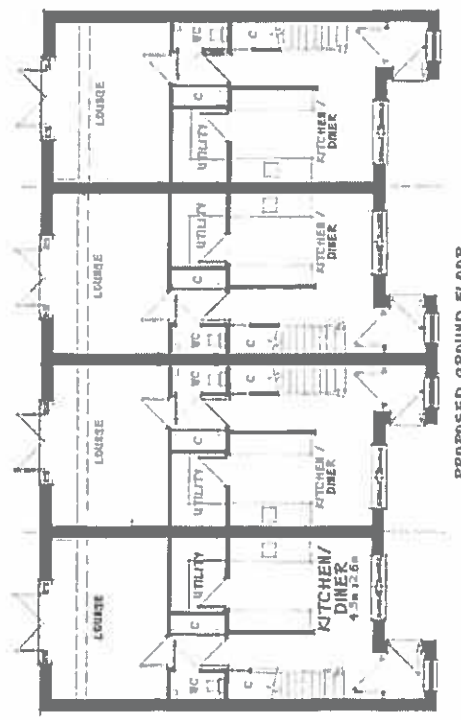 LOUNGE
WC
C
C
UTILITY
KITCHEN/
DINER
LOUNGE
UTILITY
C
WC
C
KITCHEN/
DINER
LOUNGE
WC
C
C
UTILITY
KITCHEN/
DINER
LOUNGE
UTILITY
C
WC
C
KITCHEN/
DINER
PROPOSED GROUND FLOOR